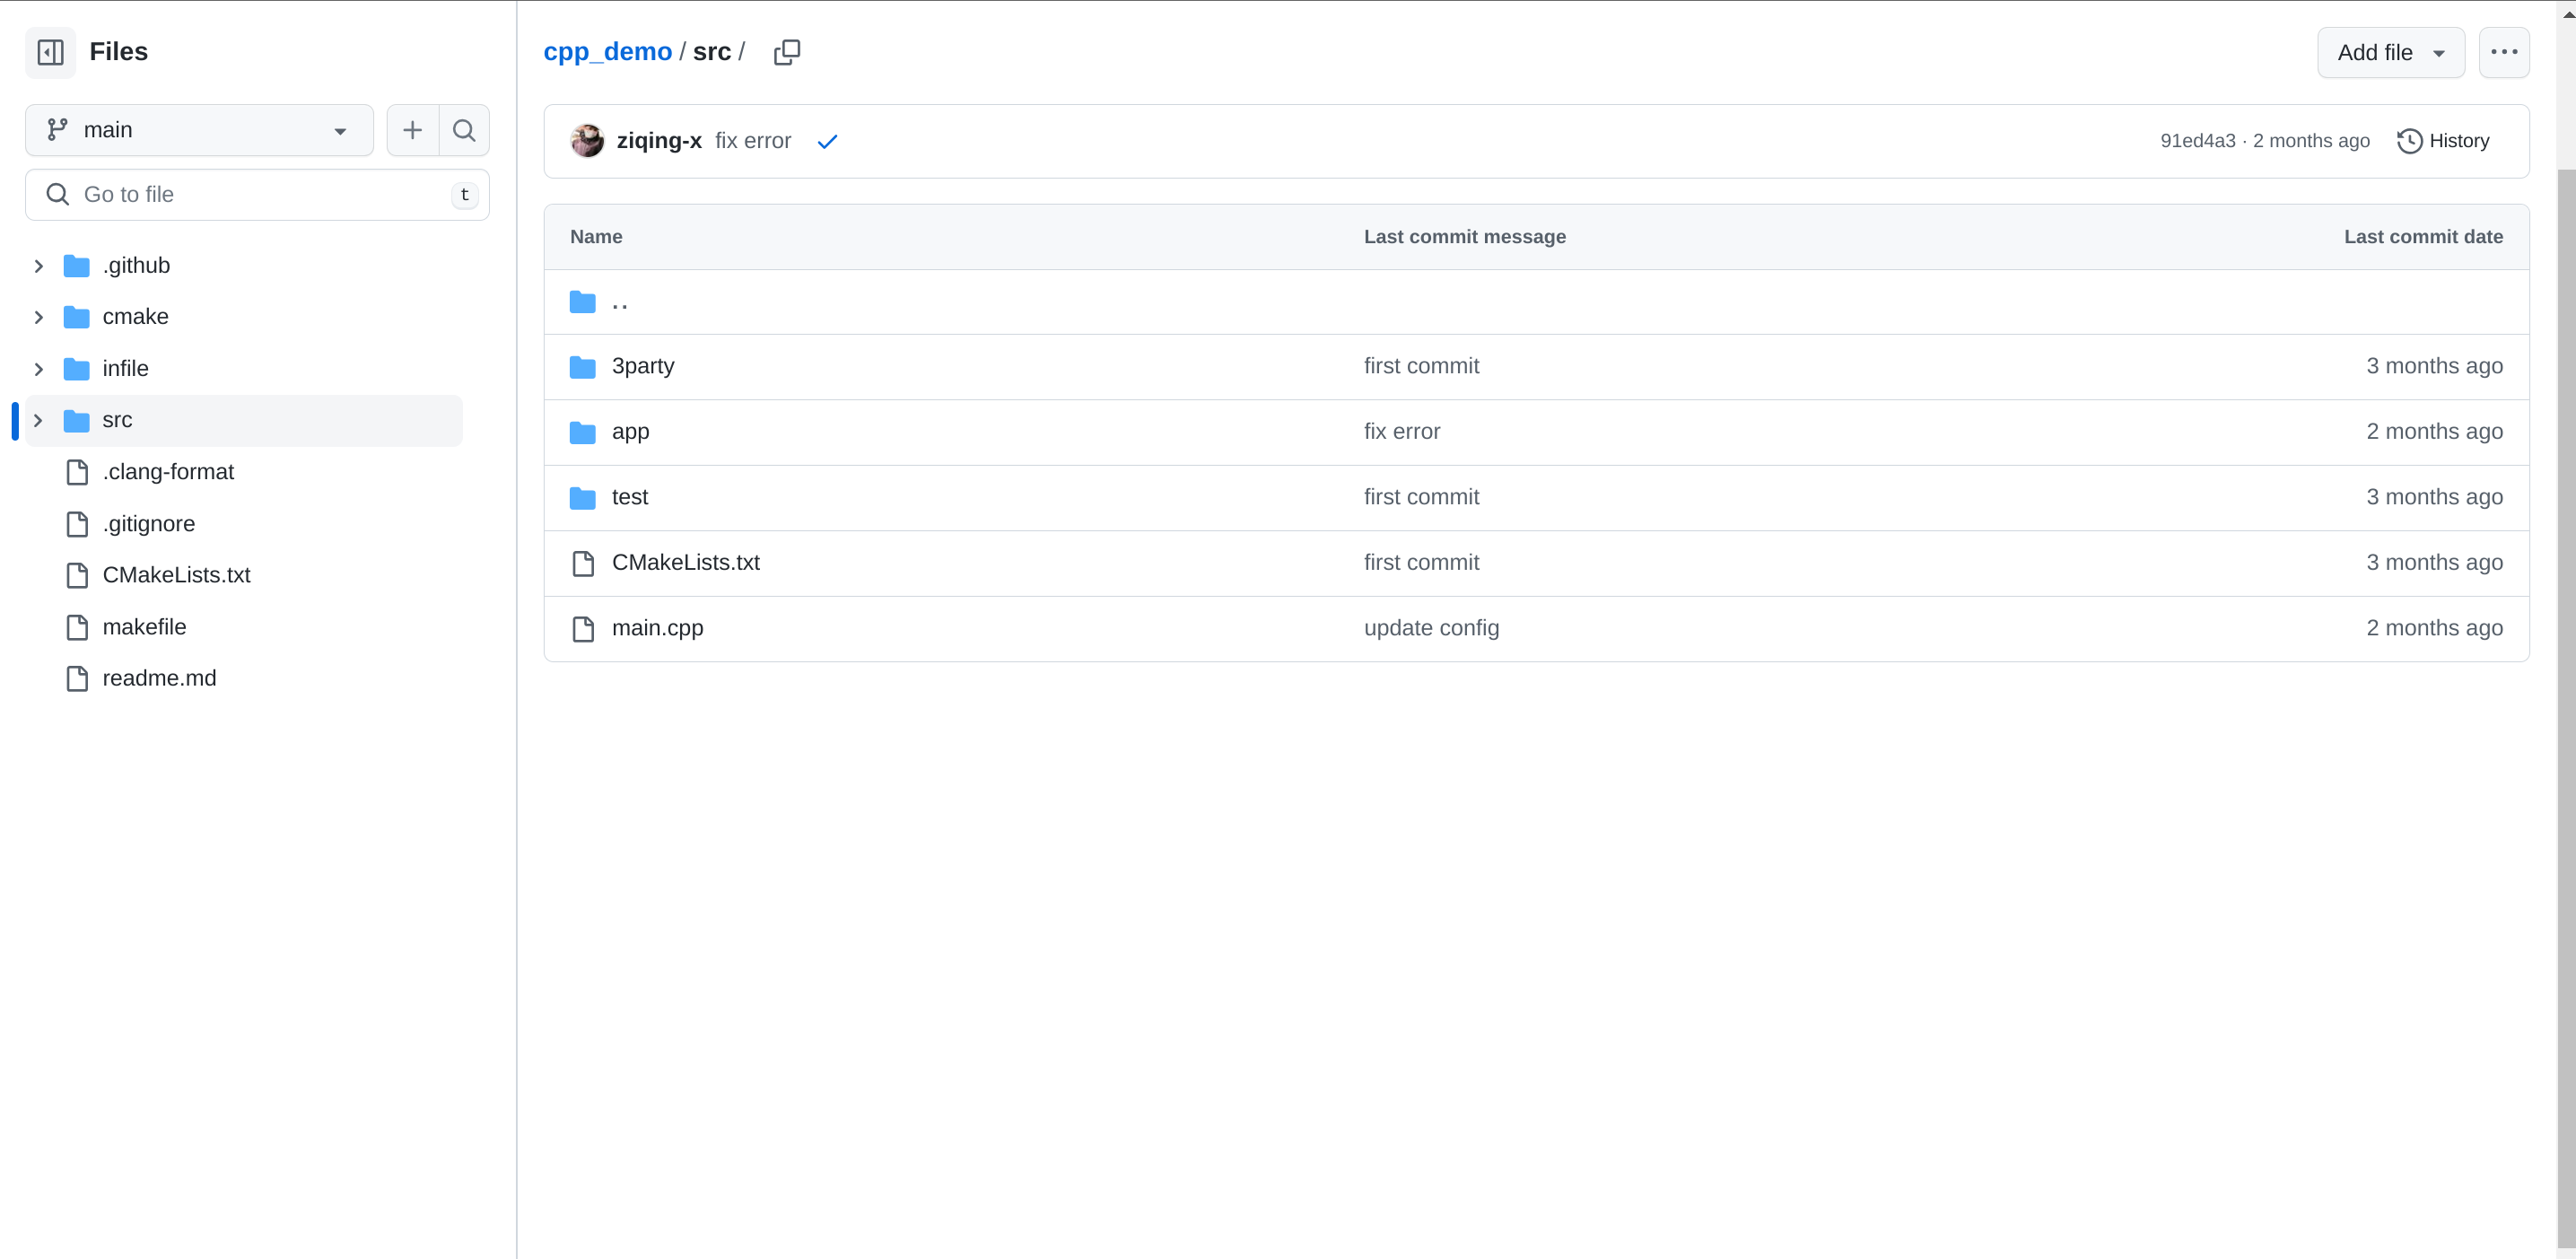 Files
main
Go to file
t
.github
cmake
infile
src
.clang-format
.gitignore
CMakeLists.txt
makefile
readme.md
cpp_demo / src /
Add file
ziqing-x fix error
91ed4a3 · 2 months ago
History
Name Last commit message Last commit date
..
3party first commit 3 months ago
app fix error 2 months ago
test first commit 3 months ago
CMakeLists.txt first commit 3 months ago
main.cpp update config 2 months ago